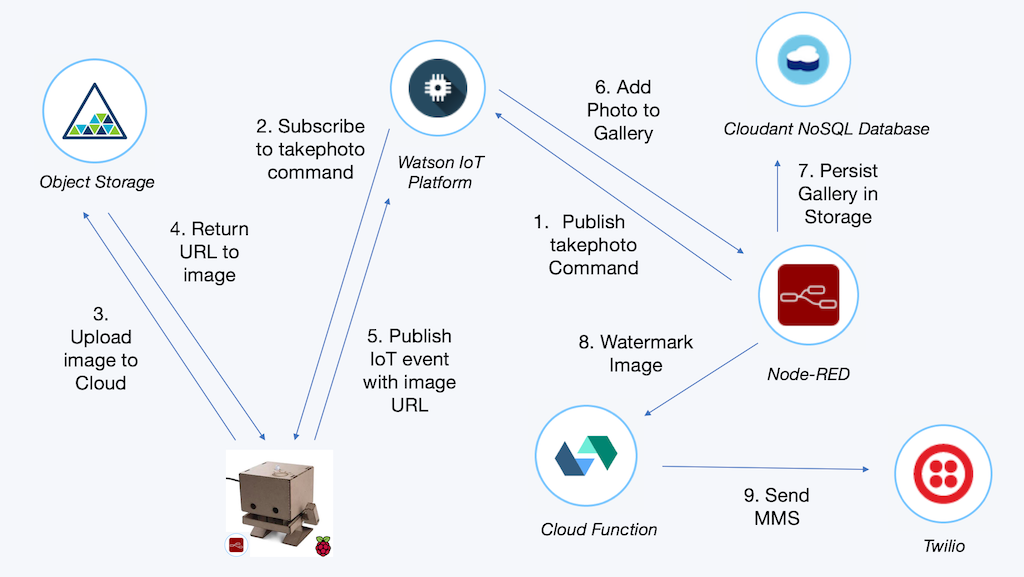 Object Storage
2. Subscribe
to takephoto
command
Watson IoT
Platform
6. Add
Photo to
Gallery
Cloudant NoSQL Database
7. Persist
Gallery in
Storage
1. Publish
takephoto
Command
4. Return
URL to
image
3.
Upload
image to
Cloud
5. Publish
IoT event
with image
URL
8. Watermark
Image
Node-RED
Cloud Function
9. Send
MMS
Twilio